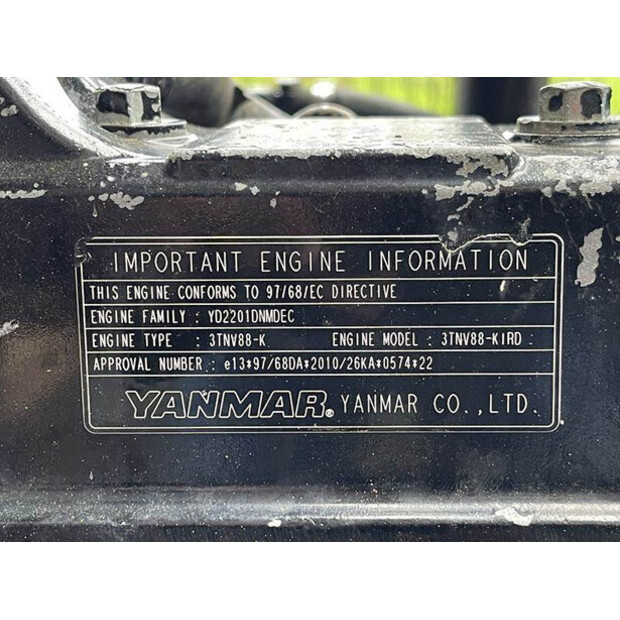 IMPORTANT ENGINE INFORMATION
THIS ENGINE CONFORMS TO 97/68/EC DIRECTIVE
ENGINE FAMILY : YD2201DNMDEC
ENGINE TYPE : 3TNV88-K ENGINE MODEL : 3TNV88-KIRD
APPROVAL NUMBER : e13*97/68DA*2010/26KA*0574*22
YANMAR® YANMAR CO.,LTD.